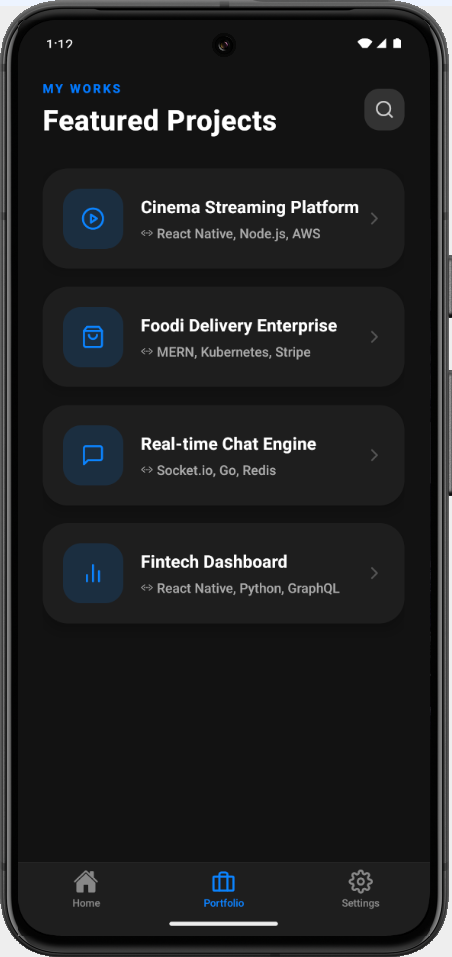 1:12
MY WORKS
Featured Projects
Cinema Streaming Platform
React Native, Node.js, AWS
Foodi Delivery Enterprise
MERN, Kubernetes, Stripe
Real-time Chat Engine
Socket.io, Go, Redis
Fintech Dashboard
React Native, Python, GraphQL
Home
Portfolio
Settings